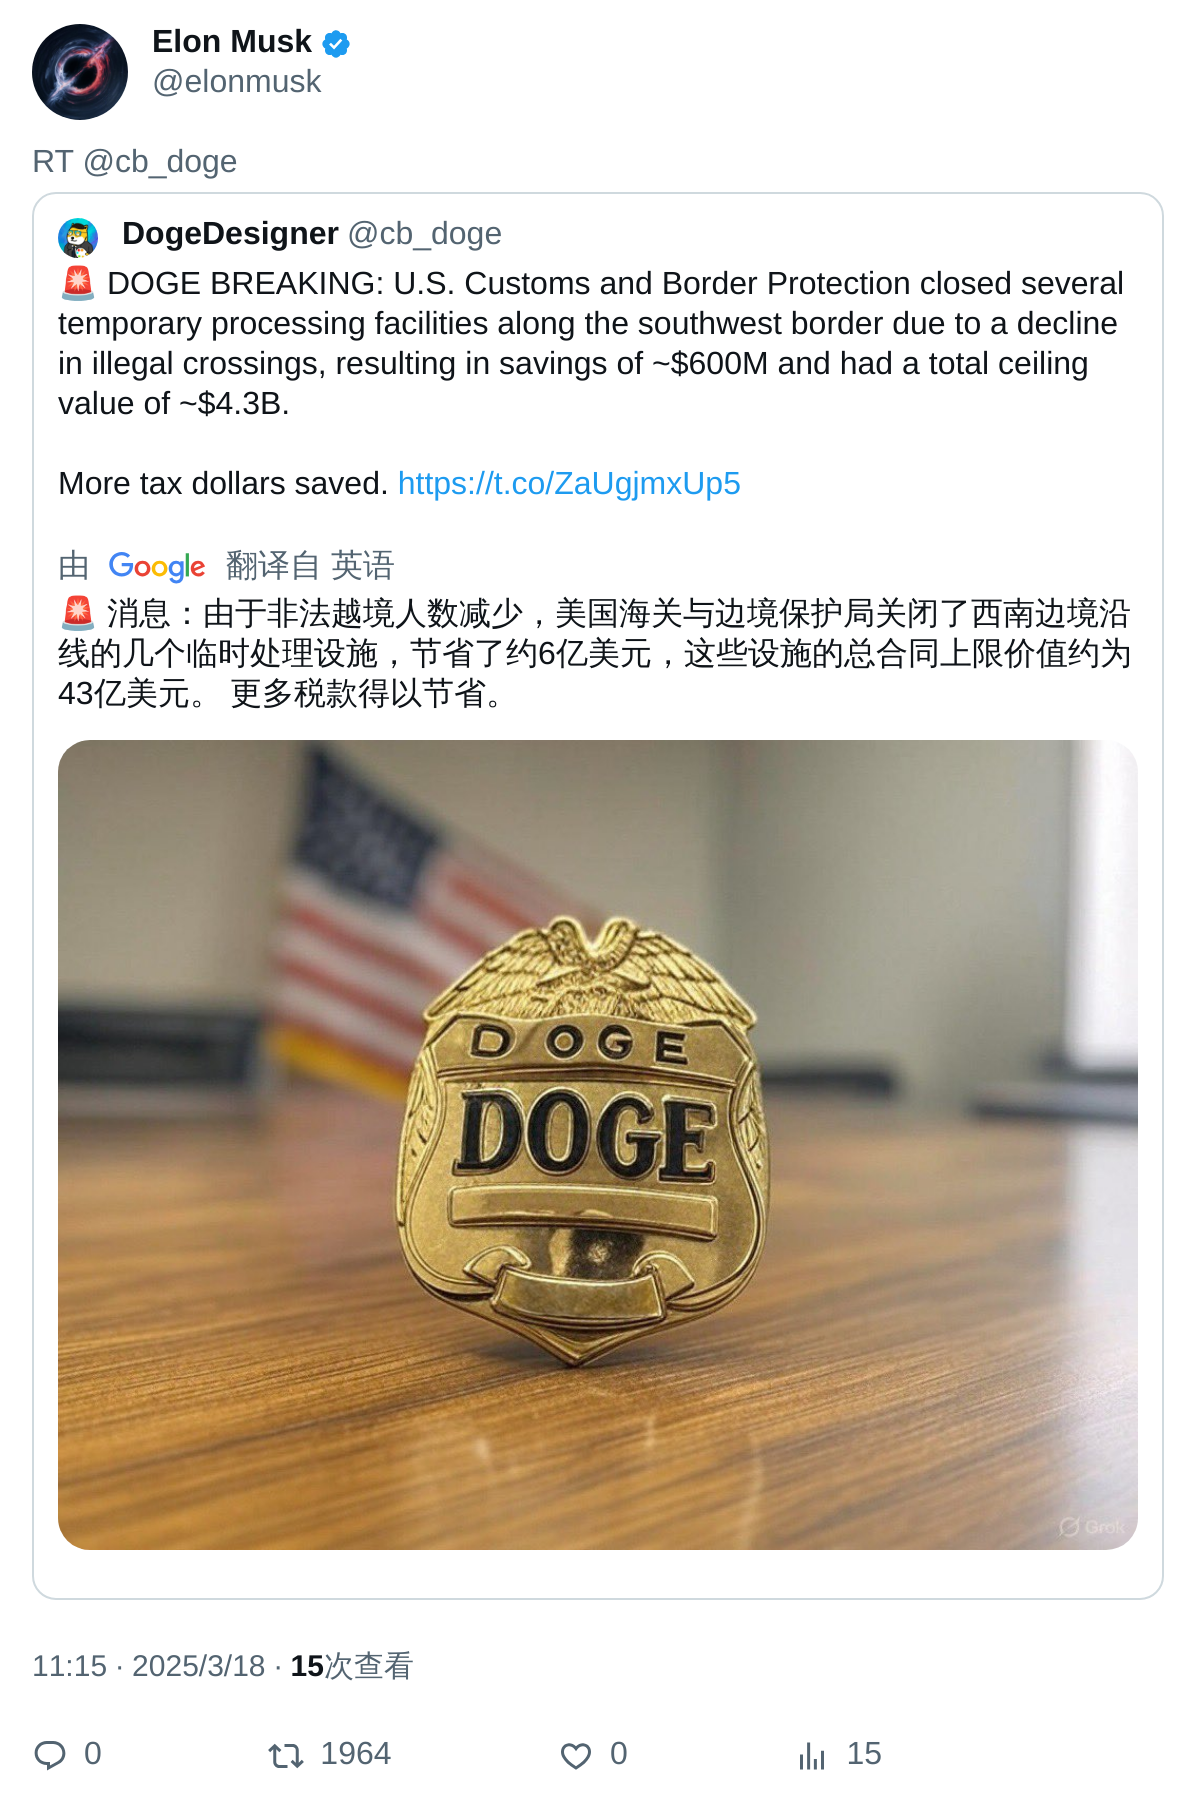 Elon Musk
@elonmusk
RT @cb_doge
DogeDesigner @cb_doge
🚨 DOGE BREAKING: U.S. Customs and Border Protection closed several
temporary processing facilities along the southwest border due to a decline
in illegal crossings, resulting in savings of ~$600M and had a total ceiling
value of ~$4.3B.
More tax dollars saved. https://t.co/ZaUgjmxUp5
由 Google 翻译自 英语
🚨 消息：由于非法越境人数减少，美国海关与边境保护局关闭了西南边境沿
线的几个临时处理设施，节省了约6亿美元，这些设施的总合同上限价值约为
43亿美元。 更多税款得以节省。
D OGE
DOGE
Grok
11:15 · 2025/3/18 · 15次查看
0 1964 0 15